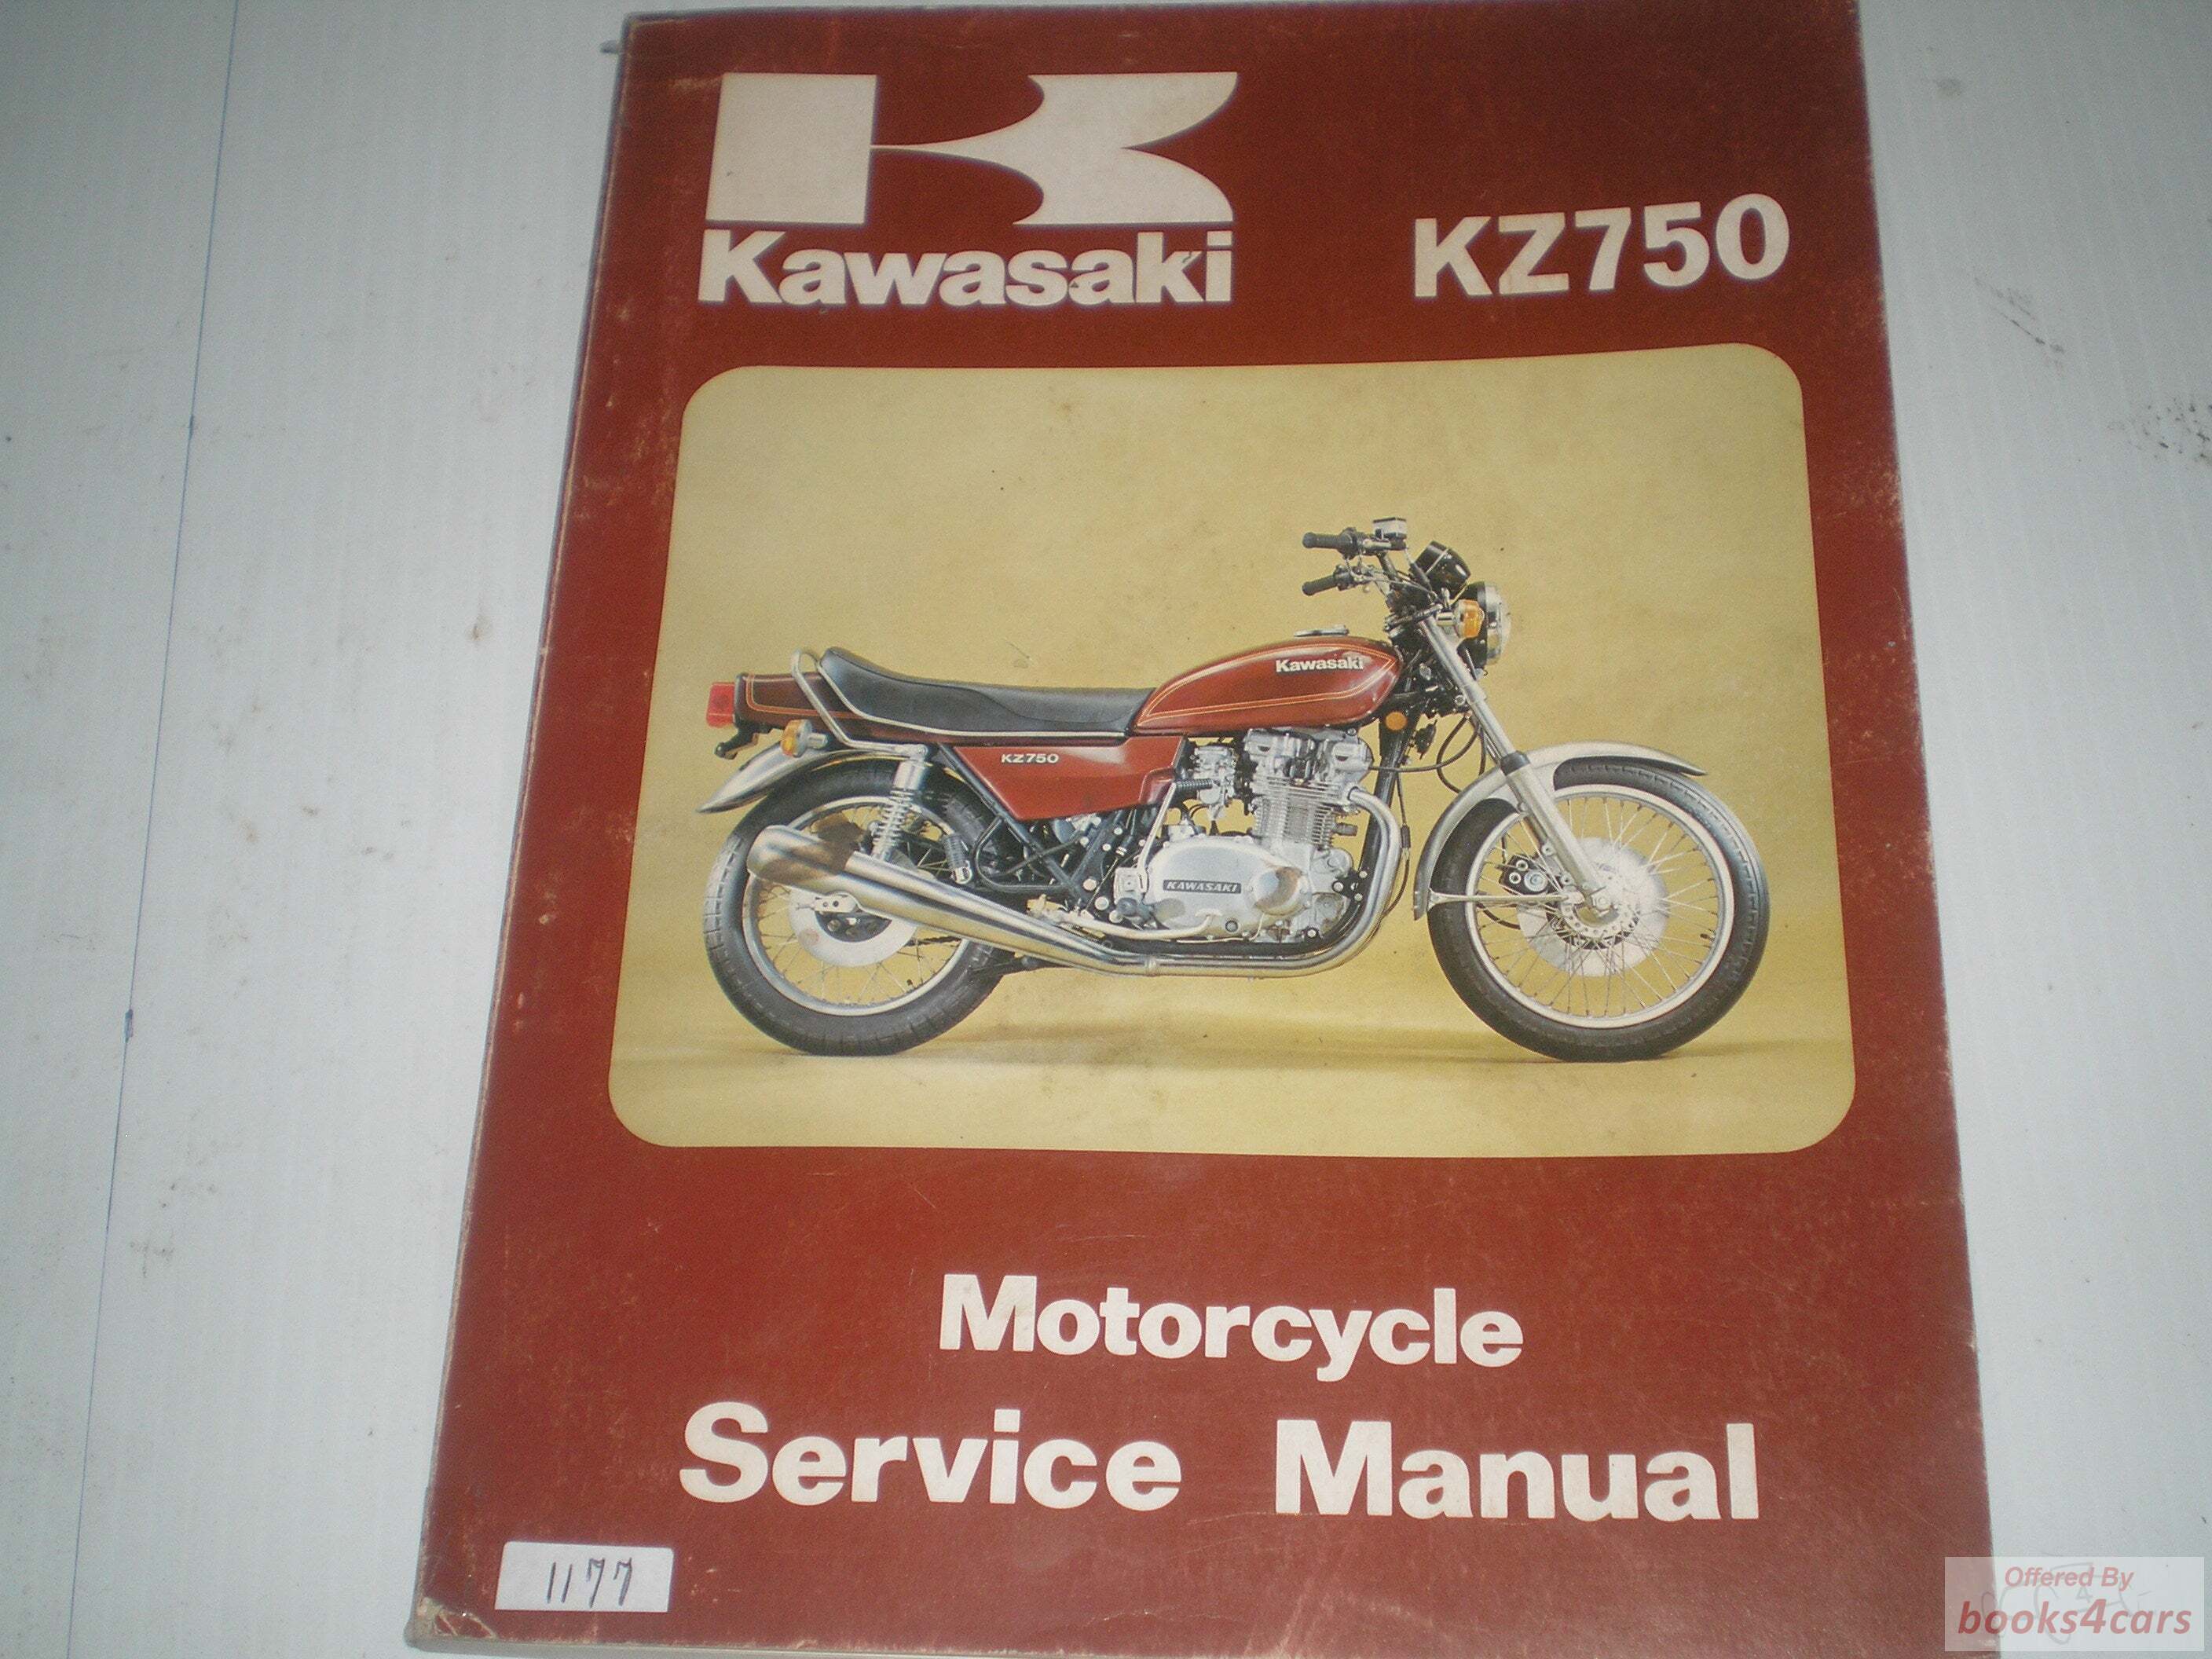 Kawasaki KZ750
Kawasaki
KZ750
KAWASAKI
Motorcycle
Service Manual
1177
Offered By
books4cars